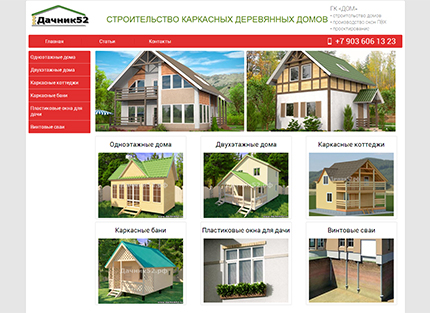 Дачник52
СТРОИТЕЛЬСТВО КАРКАСНЫХ ДЕРЕВЯННЫХ ДОМОВ
ГК «ДОМ»
• строительство домов
• производство окон ПВХ
• проектирование
Главная Статьи Контакты +7 903 606 13 23
Одноэтажные дома
Двухэтажные дома
Каркасные коттеджи
Каркасные бани
Пластиковые окна для
дачи
Винтовые сваи
Одноэтажные дома Двухэтажные дома Каркасные коттеджи
Каркасные бани Пластиковые окна для дачи Винтовые сваи
Дачник52.рф